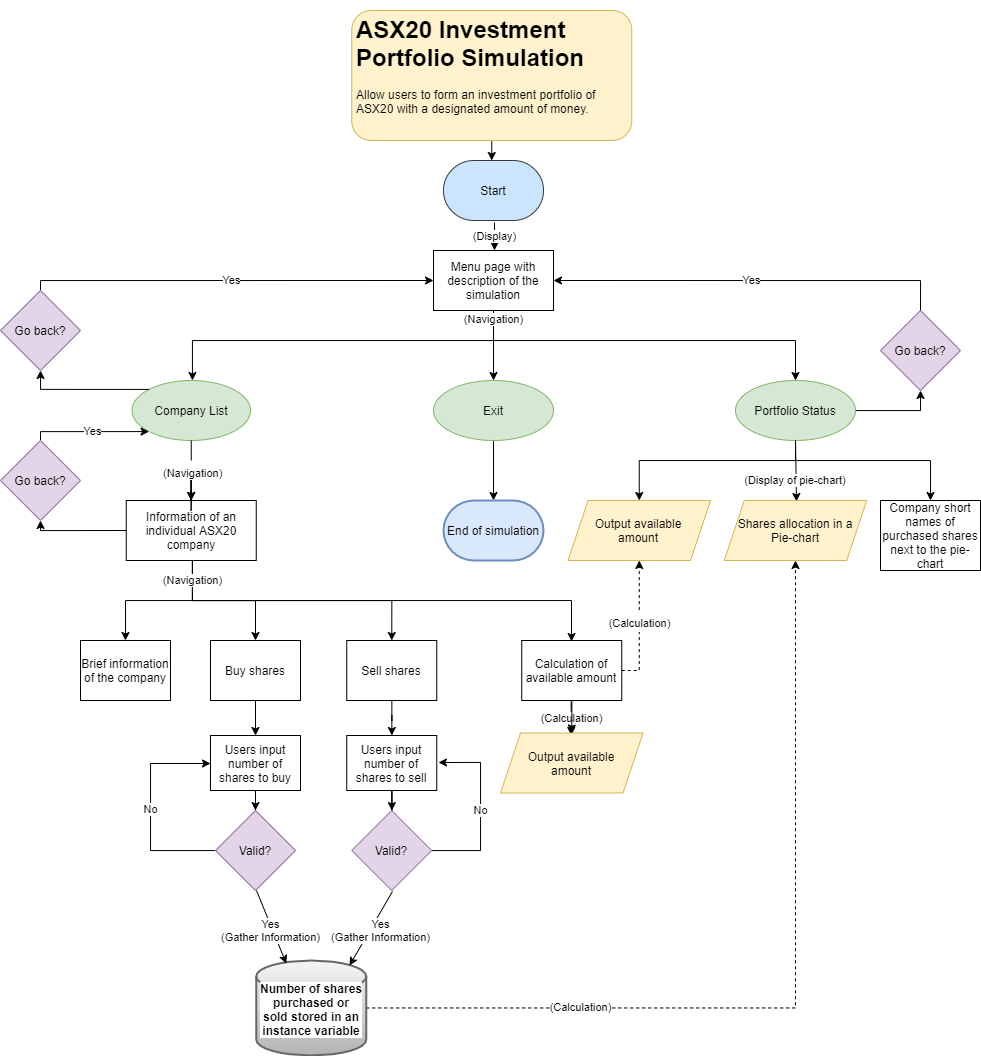 ASX20 Investment
Portfolio Simulation
Allow users to form an investment portfolio of
ASX20 with a designated amount of money.
Start
(Display)
Menu page with
description of the
simulation
Yes
Yes
(Navigation)
Go back?
Go back?
Company List
Exit
Portfolio Status
Yes
Go back?
(Navigation)
(Display of pie-chart)
Information of an
individual ASX20
company
End of simulation
Output available
amount
Shares allocation in a
Pie-chart
Company short
names of
purchased shares
next to the pie-
chart
(Navigation)
(Calculation)
Brief information
of the company
Buy shares
Sell shares
Calculation of
available amount
(Calculation)
Users input
number of
shares to buy
Users input
number of
shares to sell
Output available
amount
No
No
Valid?
Valid?
Yes
(Gather Information)
Yes
(Gather Information)
Number of shares
purchased or
sold stored in an
instance variable
(Calculation)